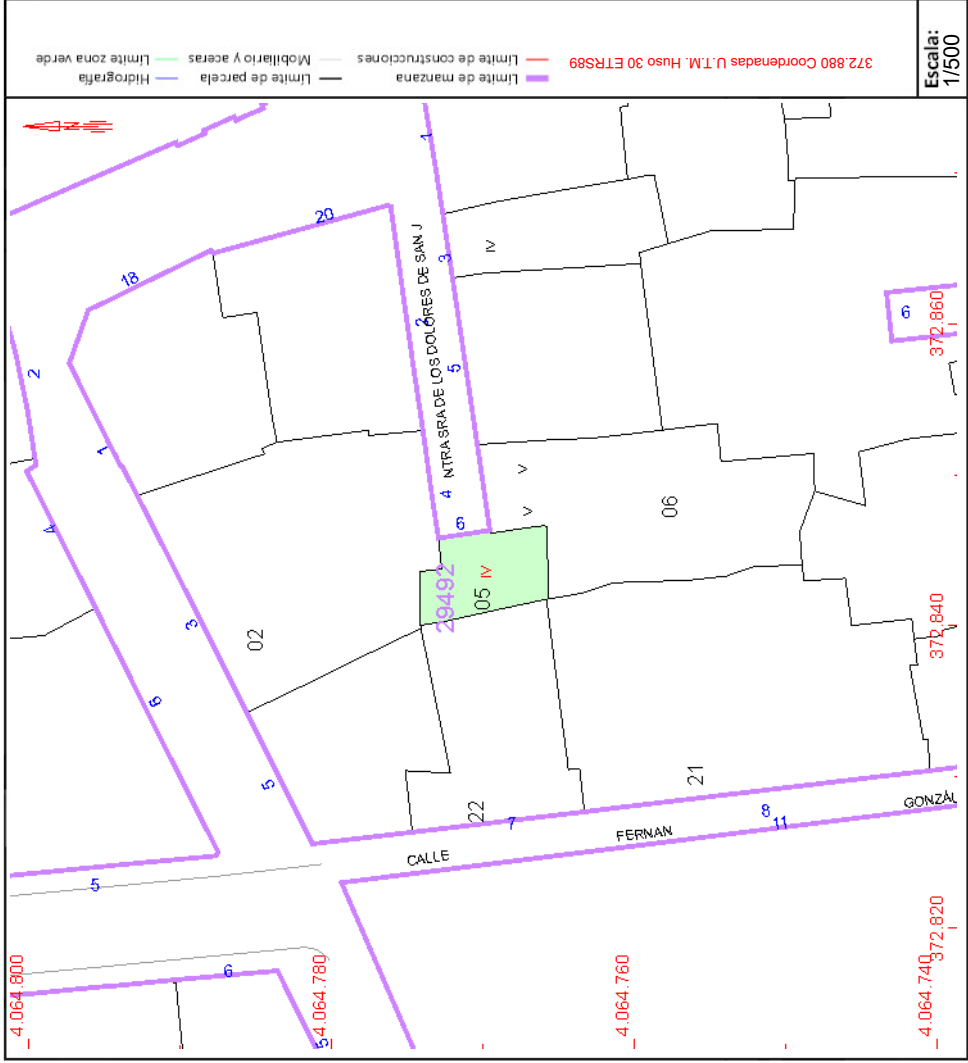 Límite de manzana
Límite de construcciones
Límite de parcela
Mobiliario y aceras
Hidrografía
Límite zona verde
372.880 Coordenadas U.T.M. Huso 30 ETRS89
Escala:
1/500
N
1
20
18
2
1
4
3
6
5
5
6
5
02
NTRA SRA DE LOS DOLORES DE SAN J
2
3
5
4
6
IV
V
V
06
6
29492
05
IV
22
21
7
8
11
CALLE
FERNAN
GONZÁL
4.064.800
4.064.780
4.064.760
4.064.740
372.860
372.840
372.820